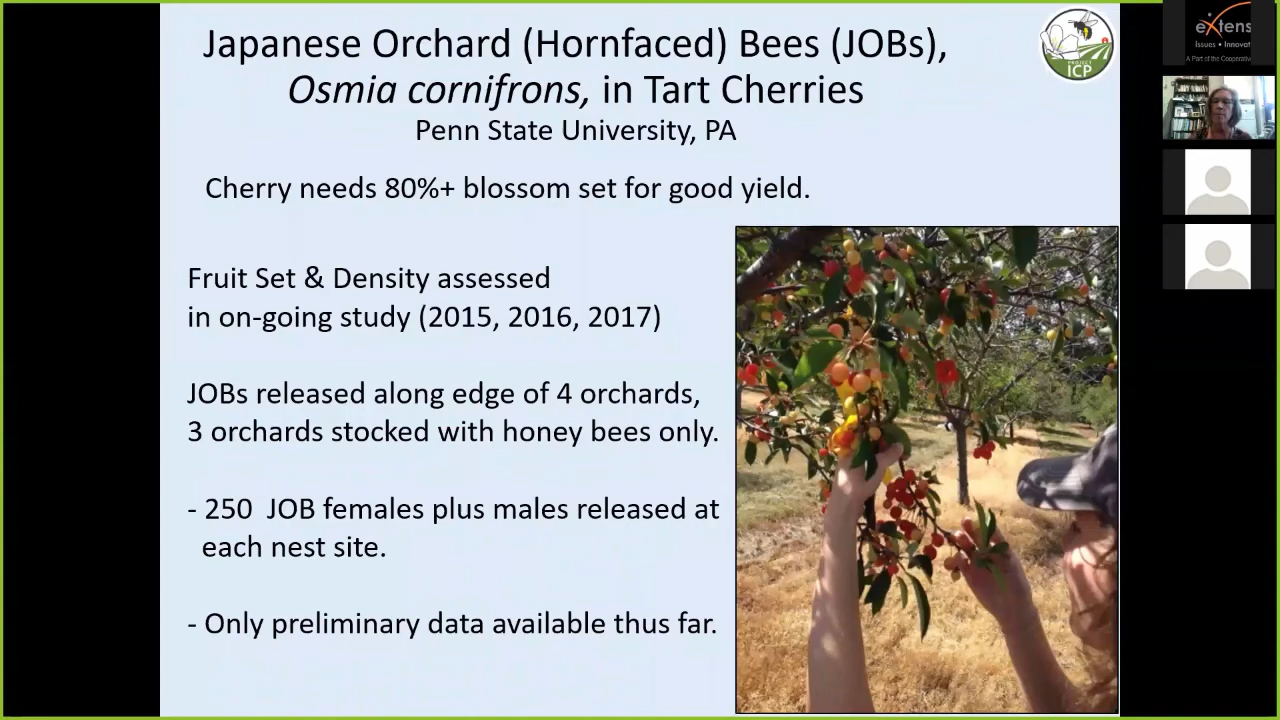 Japanese Orchard (Hornfaced) Bees (JOBs),
Osmia cornifrons, in Tart Cherries
Penn State University, PA
Cherry needs 80%+ blossom set for good yield.
Fruit Set & Density assessed
in on-going study (2015, 2016, 2017)
JOBs released along edge of 4 orchards,
3 orchards stocked with honey bees only.
- 250 JOB females plus males released at
each nest site.
- Only preliminary data available thus far.
PROJECT
ICP
eXtens
Issues • Innovat
A Part of the Cooperativ